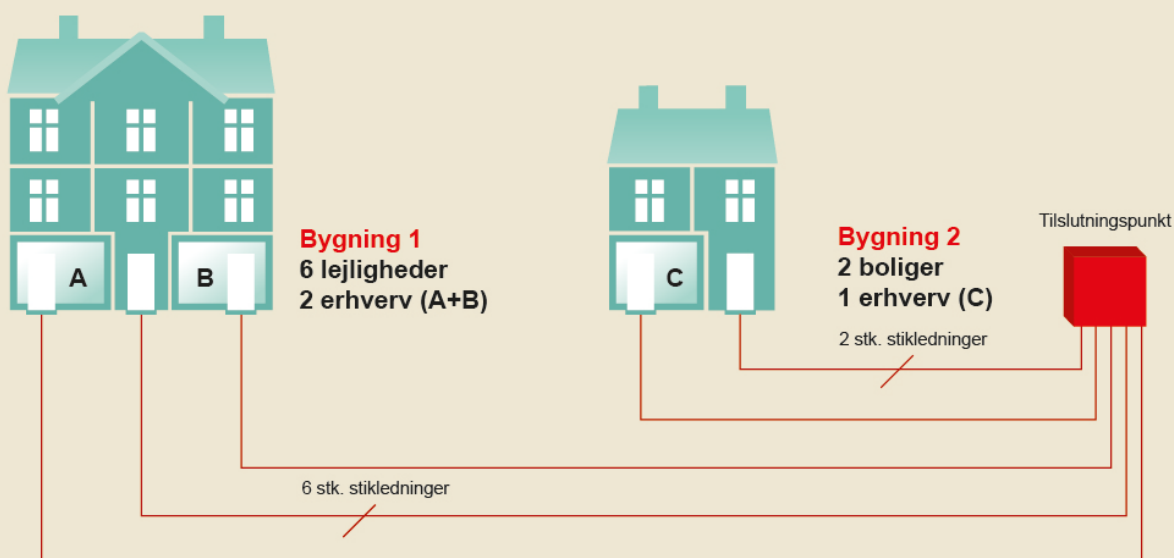 A
B
Bygning 1
6 lejligheder
2 erhverv (A+B)
C
Bygning 2
2 boliger
1 erhverv (C)
Tilslutningspunkt
2 stk. stikledninger
6 stk. stikledninger